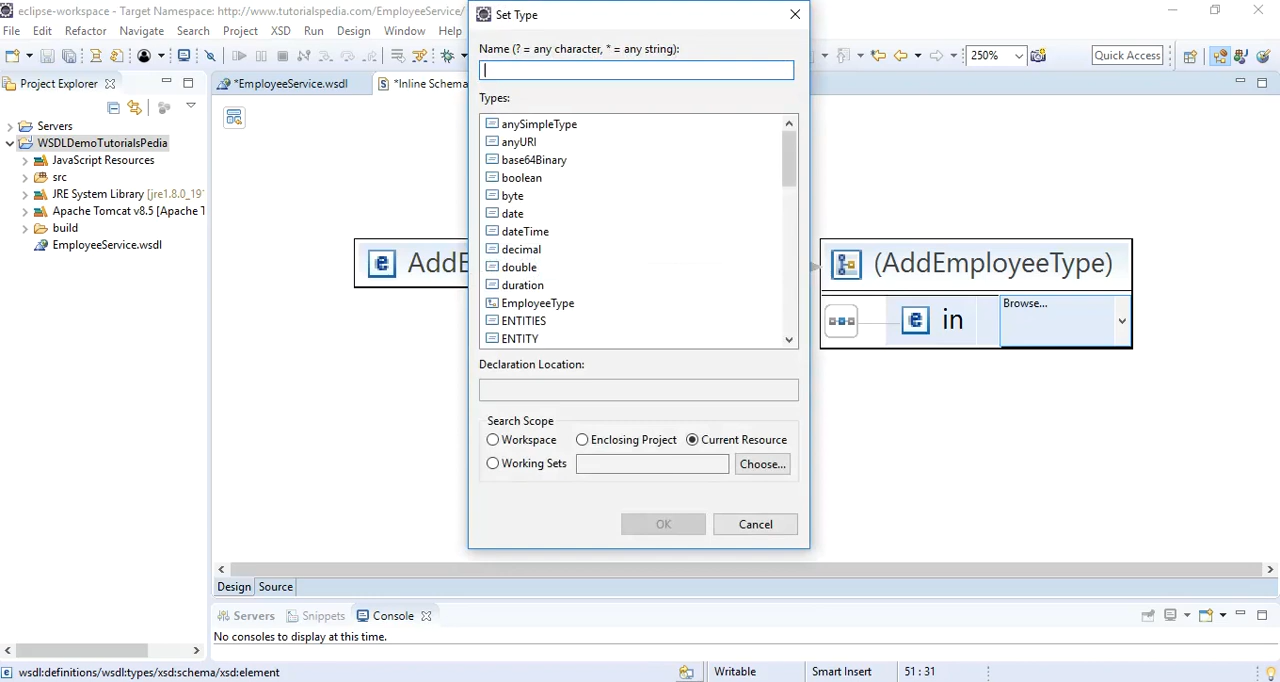 eclipse-workspace - Target Namespace: http://www.tutorialspedia.com/EmployeeService/
File Edit Refactor Navigate Search Project XSD Run Design Window Help
250%
Quick Access
Project Explorer
Servers
WSDLDemoTutorialsPedia
JavaScript Resources
src
JRE System Library [jre1.8.0_19
Apache Tomcat v8.5 [Apache T
build
EmployeeService.wsdl
*EmployeeService.wsdl
*Inline Schema
AddE
(AddEmployeeType)
in
Browse...
Set Type
Name (? = any character, * = any string):
Types:
anySimpleType
anyURI
base64Binary
boolean
byte
date
dateTime
decimal
double
duration
EmployeeType
ENTITIES
ENTITY
Declaration Location:
Search Scope
Workspace Enclosing Project Current Resource
Working Sets Choose...
OK Cancel
Design Source
Servers Snippets Console
No consoles to display at this time.
wsdl:definitions/wsdl:types/xsd:schema/xsd:element
Writable Smart Insert 51 : 31